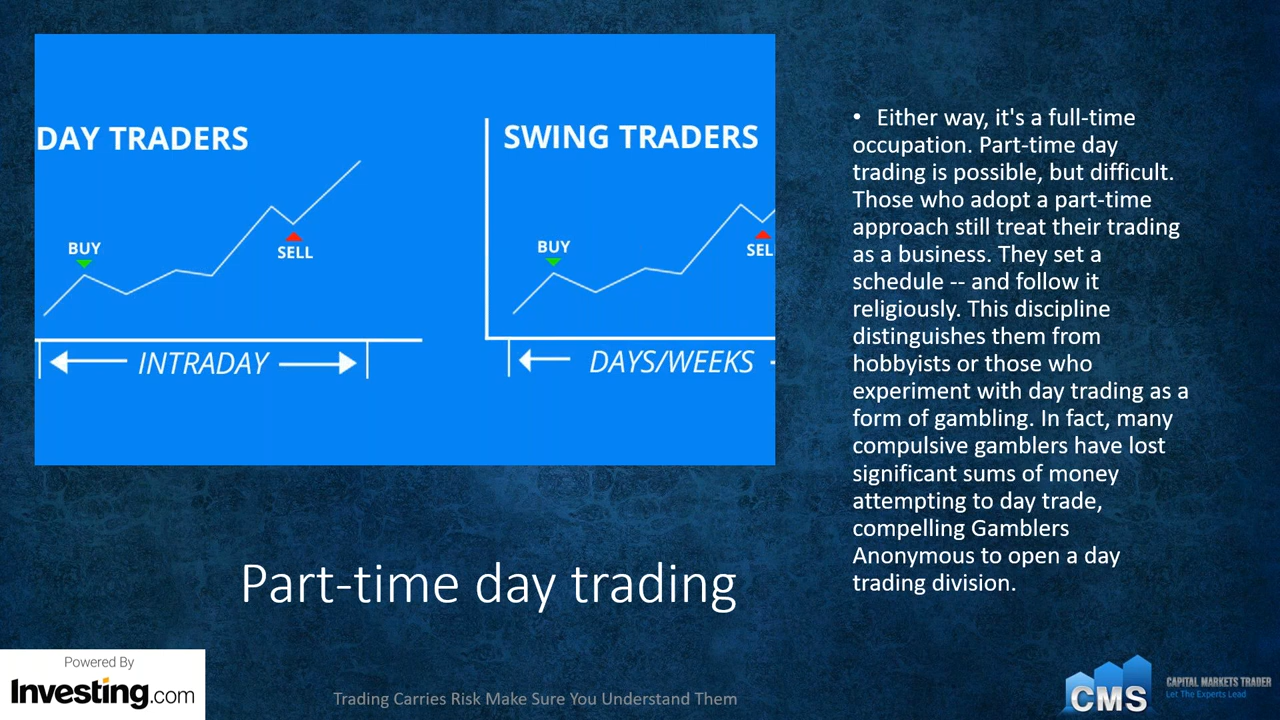 DAY TRADERS
BUY
SELL
INTRADAY
SWING TRADERS
BUY
SEL
DAYS/WEEKS
• Either way, it's a full-time
occupation. Part-time day
trading is possible, but difficult.
Those who adopt a part-time
approach still treat their trading
as a business. They set a
schedule -- and follow it
religiously. This discipline
distinguishes them from
hobbyists or those who
experiment with day trading as a
form of gambling. In fact, many
compulsive gamblers have lost
significant sums of money
attempting to day trade,
compelling Gamblers
Anonymous to open a day
trading division.
Part-time day trading
Powered By
Investing.com
Trading Carries Risk Make Sure You Understand Them
CMS
CAPITAL MARKETS TRADER
Let The Experts Lead